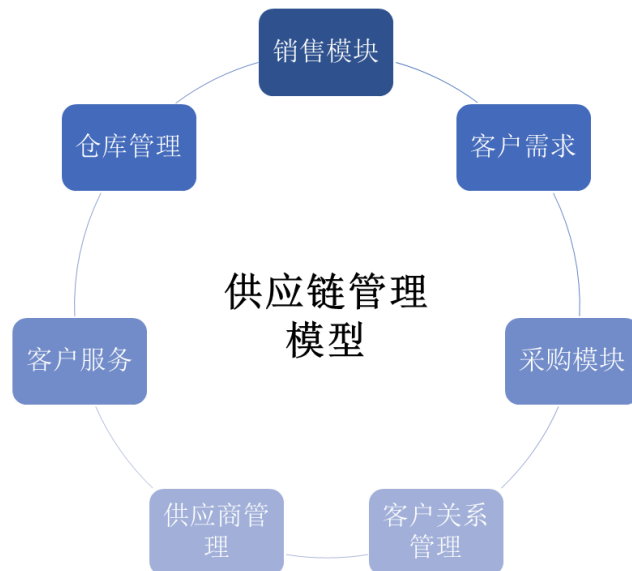 销售模块
仓库管理
客户需求
供应链管理
模型
客户服务
采购模块
供应商管
理
客户关系
管理